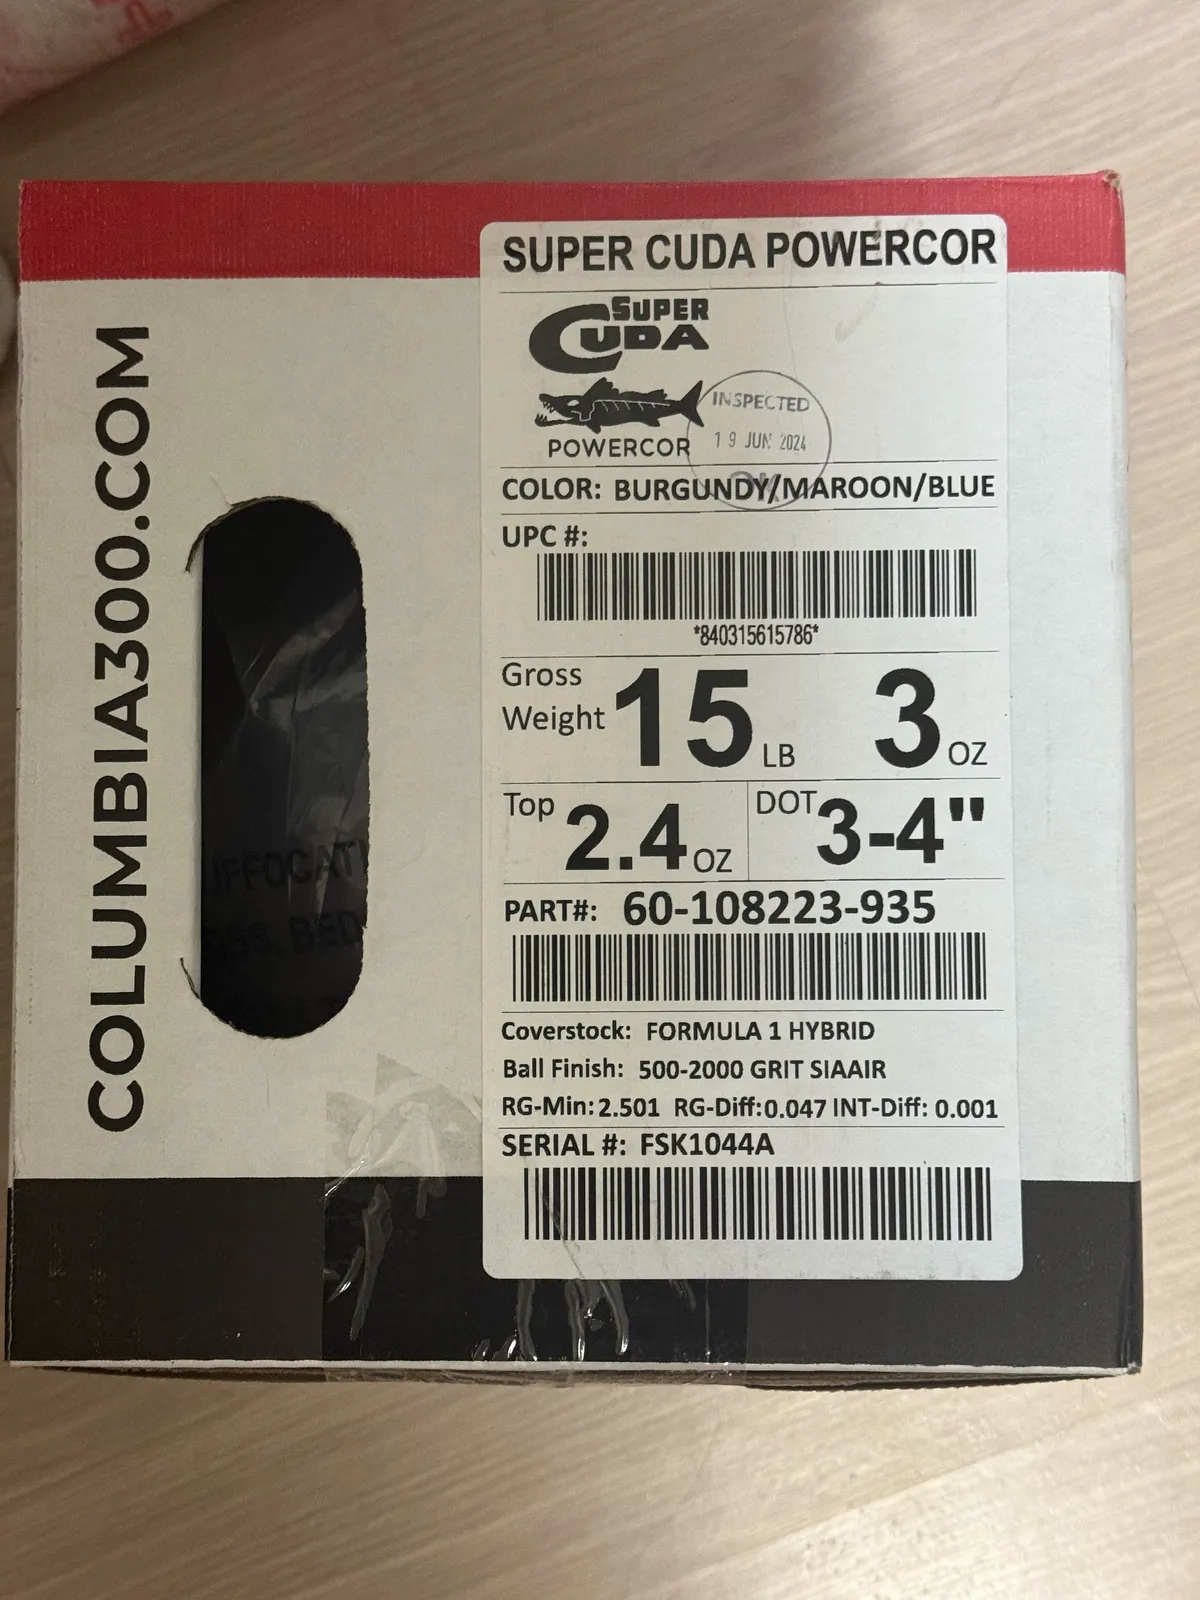 COLUMBIA300.COM
SUPER CUDA POWERCOR
SUPER
CUDA
POWERCOR
INSPECTED
19 JUN 2024
OK
COLOR: BURGUNDY/MAROON/BLUE
UPC #:
*840315615786*
Gross
Weight 15 LB 3 OZ
Top 2.4 OZ DOT 3-4"
PART#: 60-108223-935
Coverstock: FORMULA 1 HYBRID
Ball Finish: 500-2000 GRIT SIAAIR
RG-Min: 2.501 RG-Diff: 0.047 INT-Diff: 0.001
SERIAL #: FSK1044A